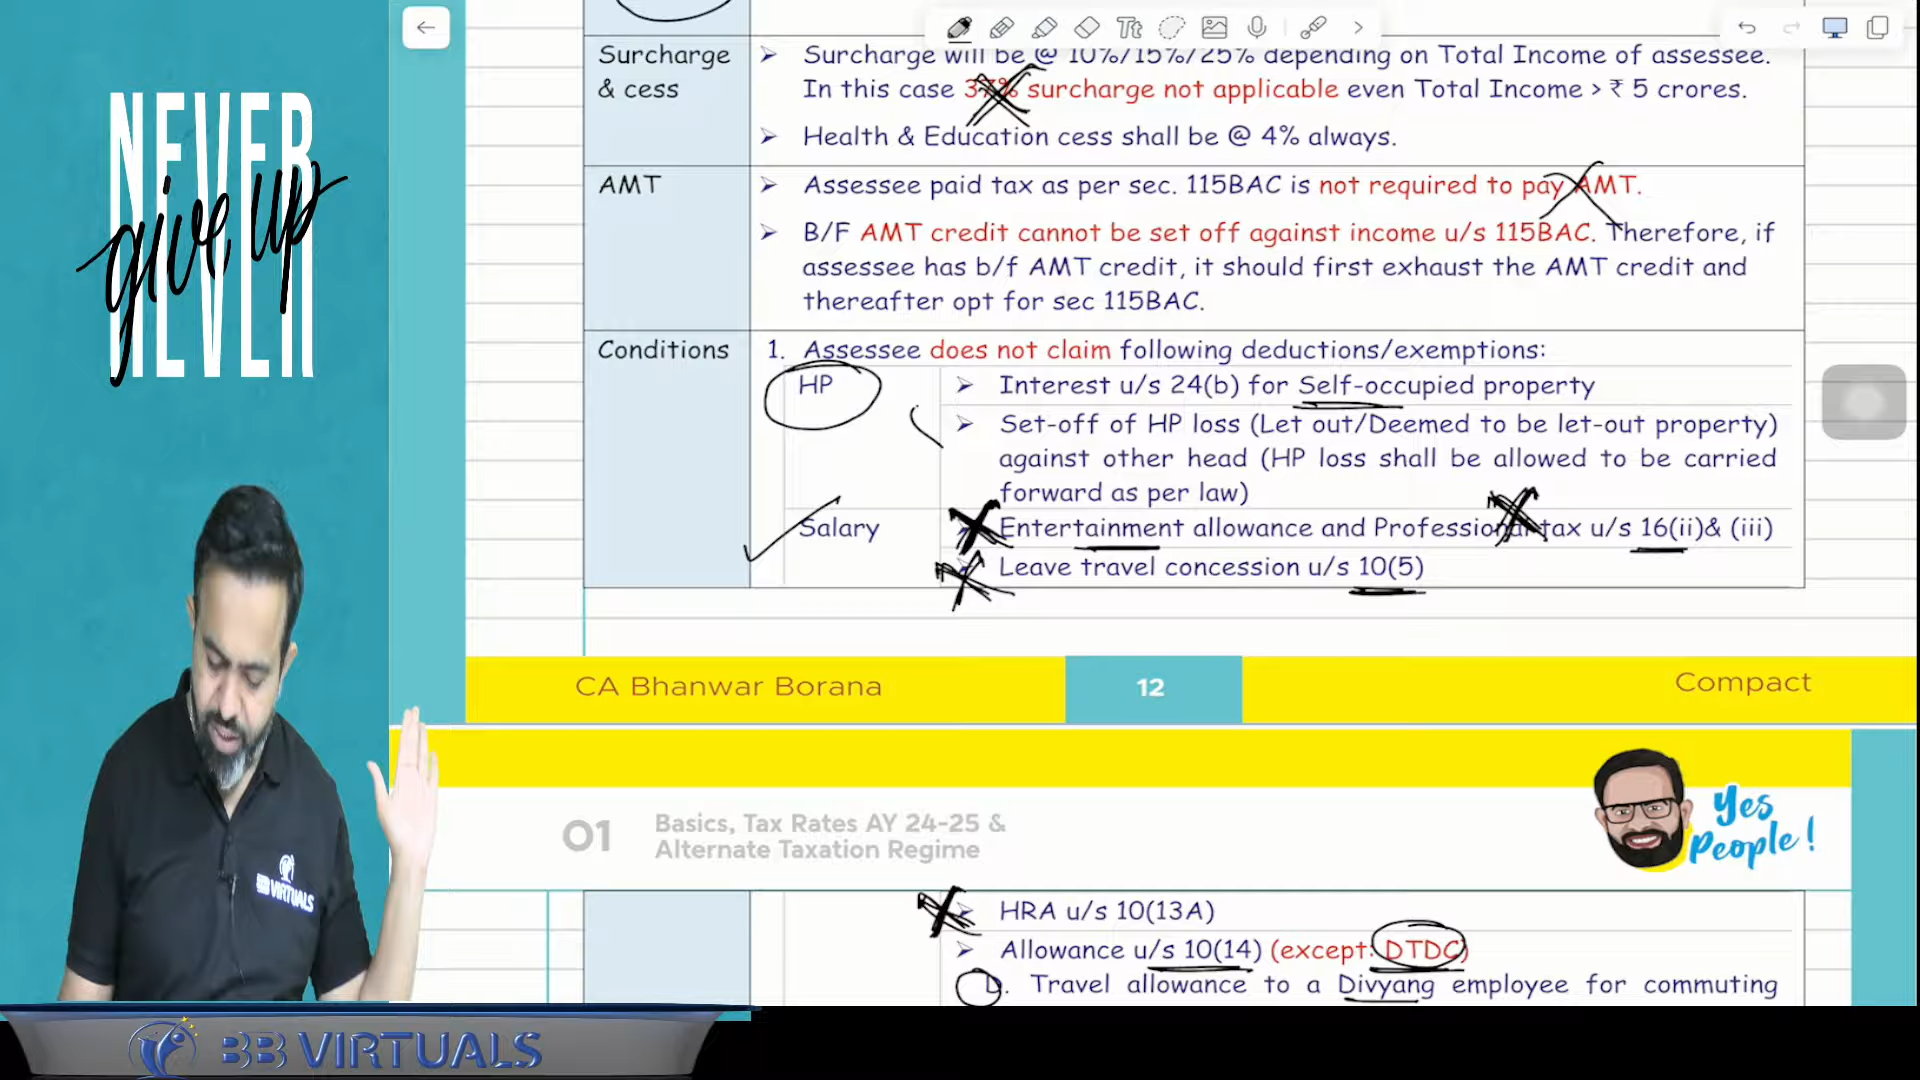 NEVER
give up
NEVER
Surcharge
& cess
➤ Surcharge will be @ 10%/15%/25% depending on Total Income of assessee.
In this case 37% surcharge not applicable even Total Income > ₹ 5 crores.
➤ Health & Education cess shall be @ 4% always.
AMT
➤ Assessee paid tax as per sec. 115BAC is not required to pay AMT.
➤ B/F AMT credit cannot be set off against income u/s 115BAC. Therefore, if
assessee has b/f AMT credit, it should first exhaust the AMT credit and
thereafter opt for sec 115BAC.
Conditions
1. Assessee does not claim following deductions/exemptions:
HP
➤ Interest u/s 24(b) for Self-occupied property
➤ Set-off of HP loss (Let out/Deemed to be let-out property)
against other head (HP loss shall be allowed to be carried
forward as per law)
Salary
Entertainment allowance and Professional tax u/s 16(ii)& (iii)
Leave travel concession u/s 10(5)
CA Bhanwar Borana
12
Compact
01
Basics, Tax Rates AY 24-25 &
Alternate Taxation Regime
Yes
People !
HRA u/s 10(13A)
➤ Allowance u/s 10(14) (except: DTDC)
D. Travel allowance to a Divyang employee for commuting
BB VIRTUALS
BB VIRTUALS
Tt